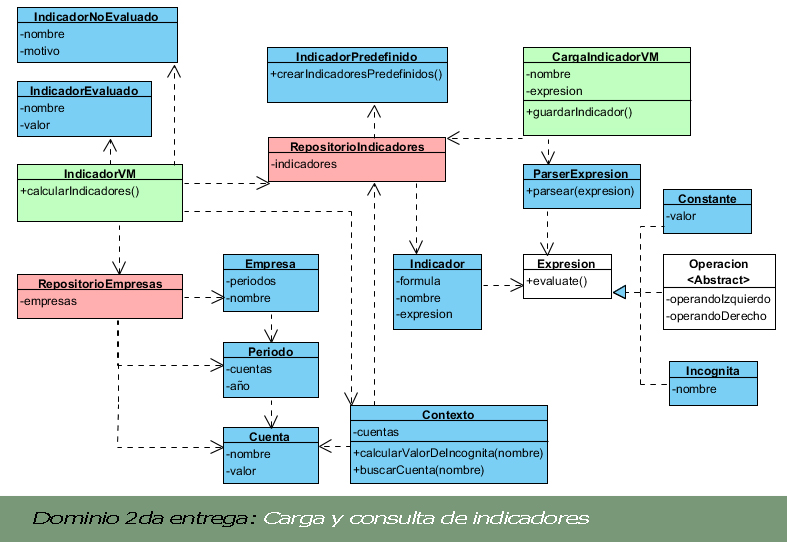 IndicadorNoEvaluado
-nombre
-motivo
IndicadorEvaluado
-nombre
-valor
IndicadorPredefinido
+crearIndicadoresPredefinidos()
CargaIndicadorVM
-nombre
-expresion
+guardarIndicador()
RepositorioIndicadores
-indicadores
IndicadorVM
+calcularIndicadores()
ParserExpresion
+parsear(expresion)
Constante
-valor
RepositorioEmpresas
-empresas
Empresa
-periodos
-nombre
Indicador
-formula
-nombre
-expresion
Expresion
+evaluate()
Operacion
<Abstract>
-operandoIzquierdo
-operandoDerecho
Periodo
-cuentas
-año
Incognita
-nombre
Cuenta
-nombre
-valor
Contexto
-cuentas
+calcularValorDeIncognita(nombre)
+buscarCuenta(nombre)
Dominio 2da entrega: Carga y consulta de indicadores